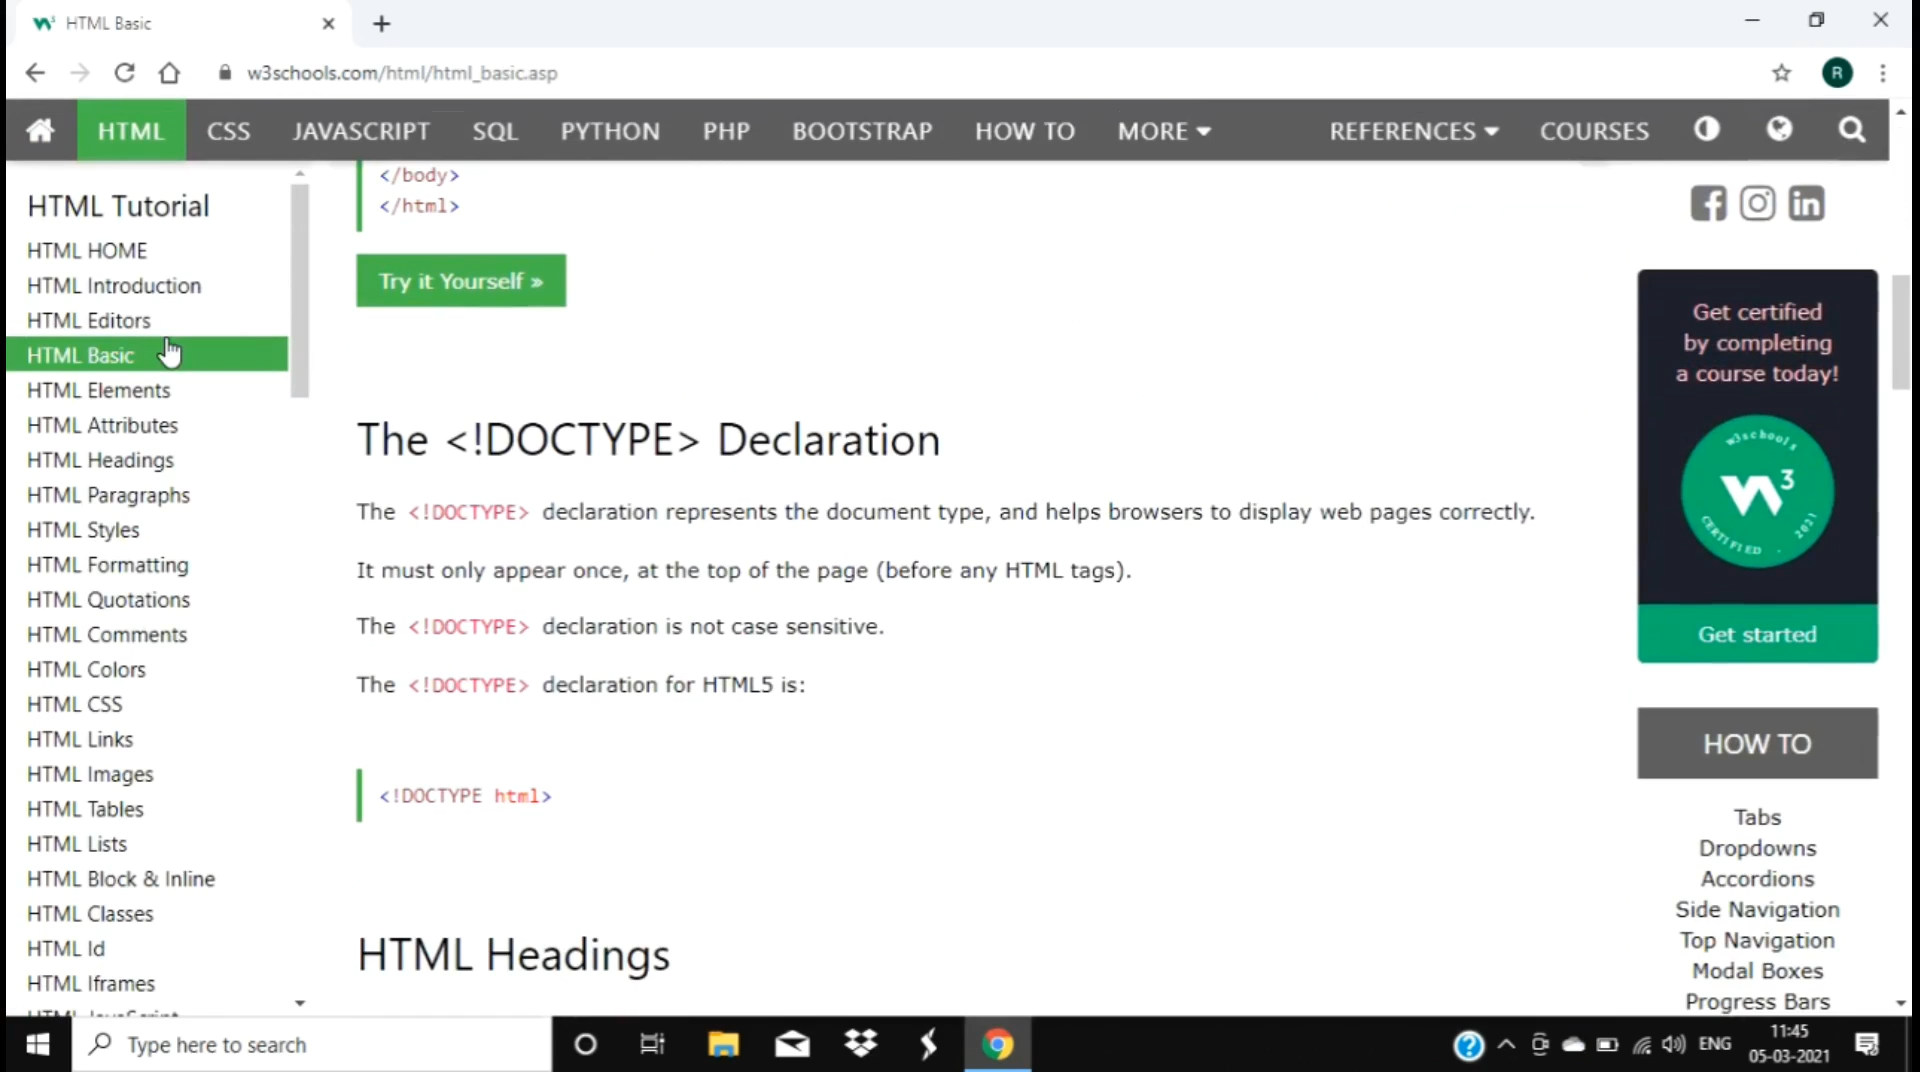 HTML Basic
w3schools.com/html/html_basic.asp
R
HTML CSS JAVASCRIPT SQL PYTHON PHP BOOTSTRAP HOW TO MORE REFERENCES COURSES
HTML Tutorial
HTML HOME
HTML Introduction
HTML Editors
HTML Basic
HTML Elements
HTML Attributes
HTML Headings
HTML Paragraphs
HTML Styles
HTML Formatting
HTML Quotations
HTML Comments
HTML Colors
HTML CSS
HTML Links
HTML Images
HTML Tables
HTML Lists
HTML Block & Inline
HTML Classes
HTML Id
HTML Iframes
HTML JavaScript
</body>
</html>
Try it Yourself »
The <!DOCTYPE> Declaration
The <!DOCTYPE> declaration represents the document type, and helps browsers to display web pages correctly.
It must only appear once, at the top of the page (before any HTML tags).
The <!DOCTYPE> declaration is not case sensitive.
The <!DOCTYPE> declaration for HTML5 is:
<!DOCTYPE html>
HTML Headings
Get certified
by completing
a course today!
w3schools
3
CERTIFIED . 2021
Get started
HOW TO
Tabs
Dropdowns
Accordions
Side Navigation
Top Navigation
Modal Boxes
Progress Bars
Type here to search
ENG
11:45
05-03-2021